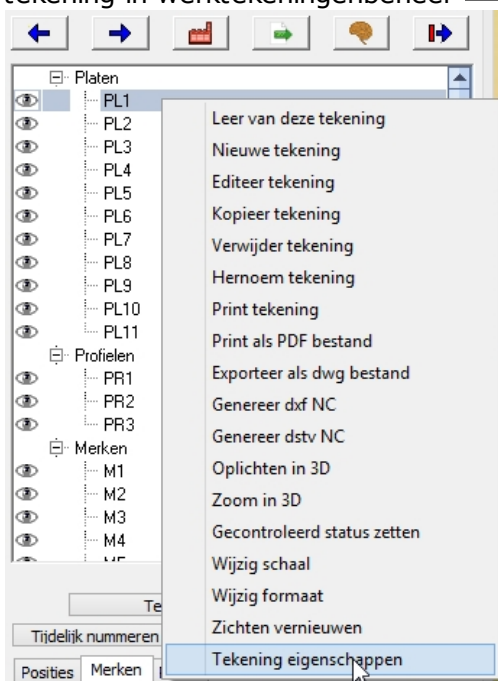 tekening in werktekeningenbeheer
Platen
PL1
PL2
PL3
PL4
PL5
PL6
PL7
PL8
PL9
PL10
PL11
Profielen
PR1
PR2
PR3
Merken
M1
M2
M3
M4
Leer van deze tekening
Nieuwe tekening
Editeer tekening
Kopieer tekening
Verwijder tekening
Hernoem tekening
Print tekening
Print als PDF bestand
Exporteer als dwg bestand
Genereer dxf NC
Genereer dstv NC
Oplichten in 3D
Zoom in 3D
Gecontroleerd status zetten
Wijzig schaal
Wijzig formaat
Zichten vernieuwen
Tekening eigenschappen
Te
Tijdelijk nummeren
Posities Merken